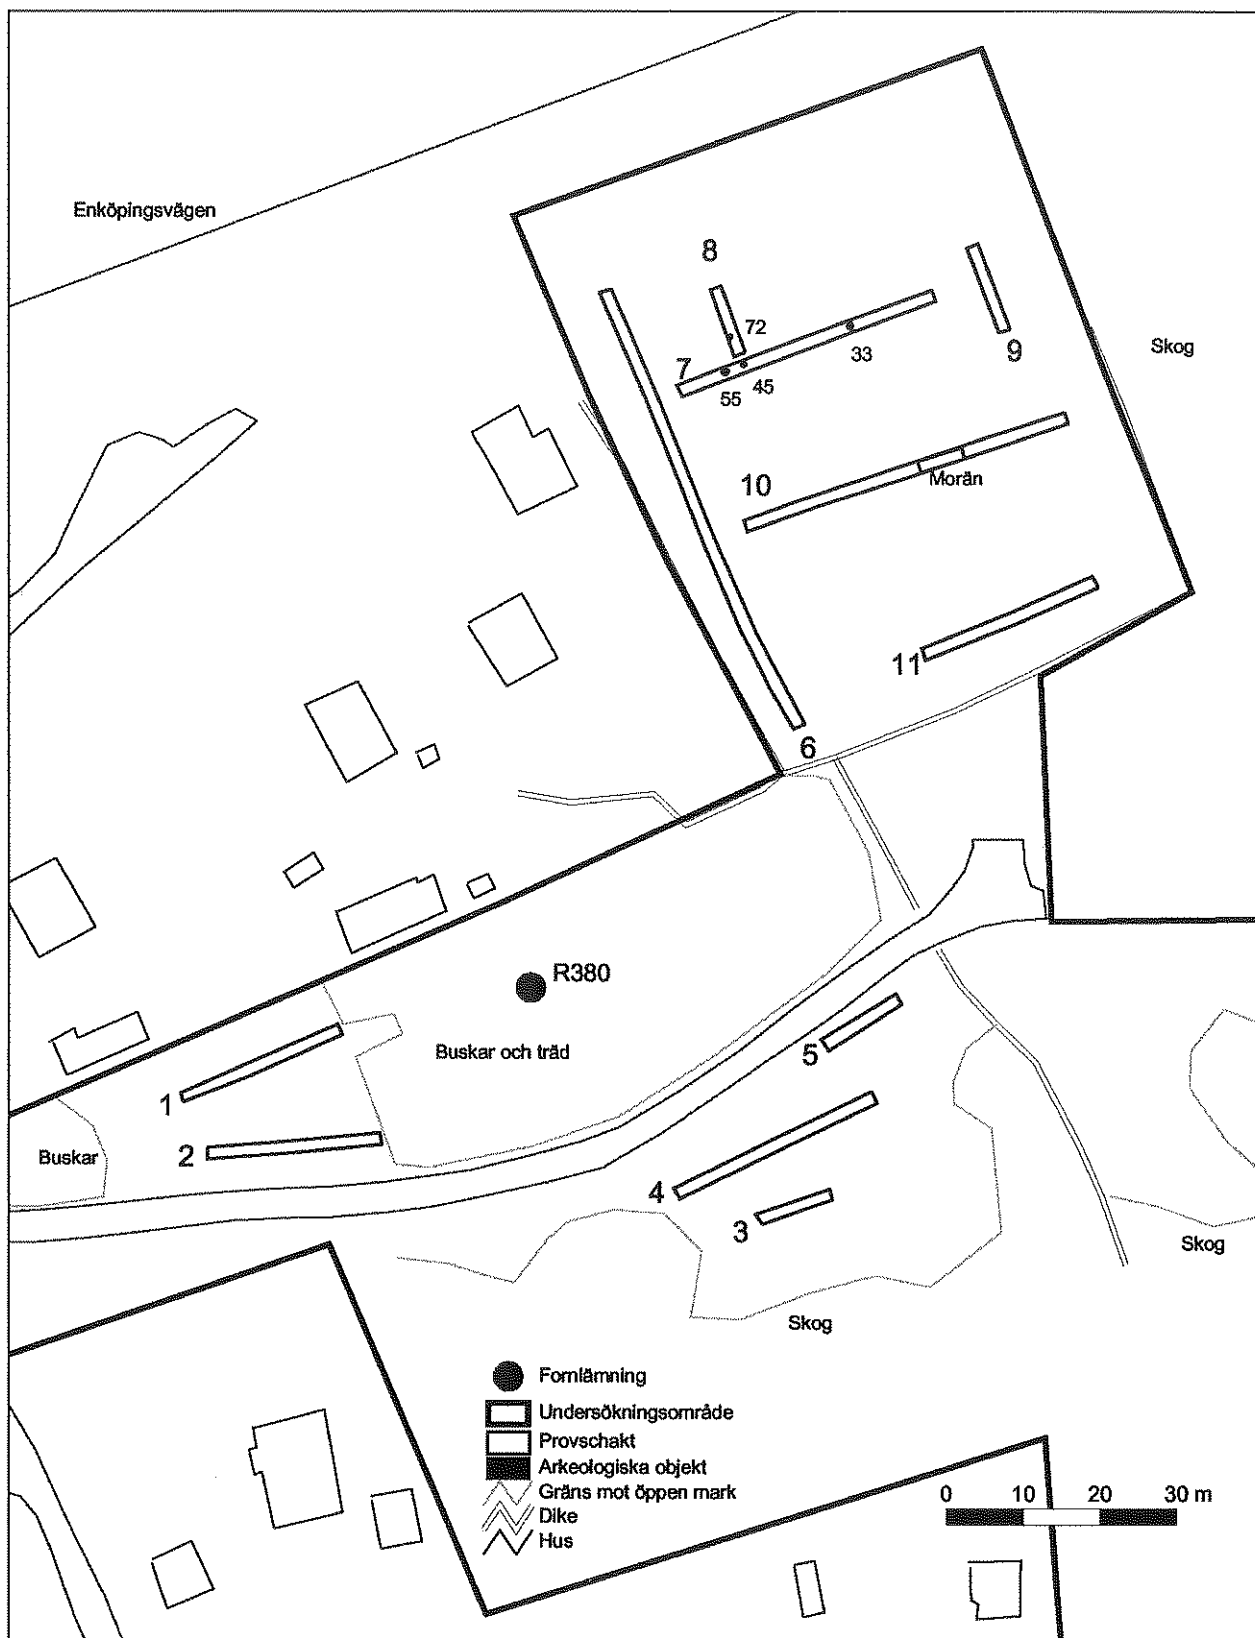 Enköpingsvägen
8
72
7
33
9
Skog
55
45
10
Morän
11
6
R380
Buskar och träd
5
1
2
Buskar
4
3
Skog
Skog
Fornlämning
Undersökningsområde
Provschakt
Arkeologiska objekt
Gräns mot öppen mark
Dike
Hus
0 10 20 30 m